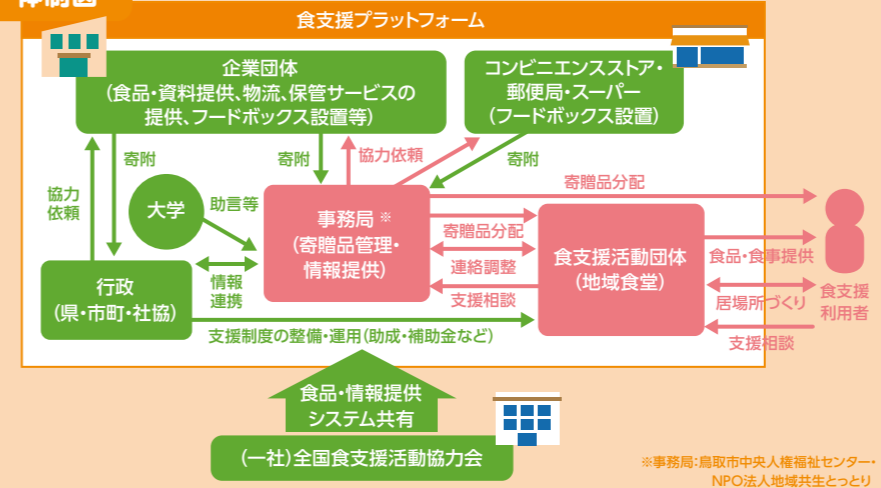 体制図
食支援プラットフォーム
企業団体
(食品・資料提供、物流、保管サービスの
提供、フードボックス設置等)
コンビニエンスストア・
郵便局・スーパー
(フードボックス設置)
協力
依頼
寄附
寄附
協力依頼
寄附
寄贈品分配
大学
助言等
事務局※
(寄贈品管理・
情報提供)
寄贈品分配
連絡調整
支援相談
食支援活動団体
(地域食堂)
食品・食事提供
居場所づくり
支援相談
食支援
利用者
行政
(県・市町・社協)
情報
連携
支援制度の整備・運用(助成・補助金など)
食品・情報提供
システム共有
(一社)全国食支援活動協力会
※事務局:鳥取市中央人権福祉センター・
NPO法人地域共生とっとり